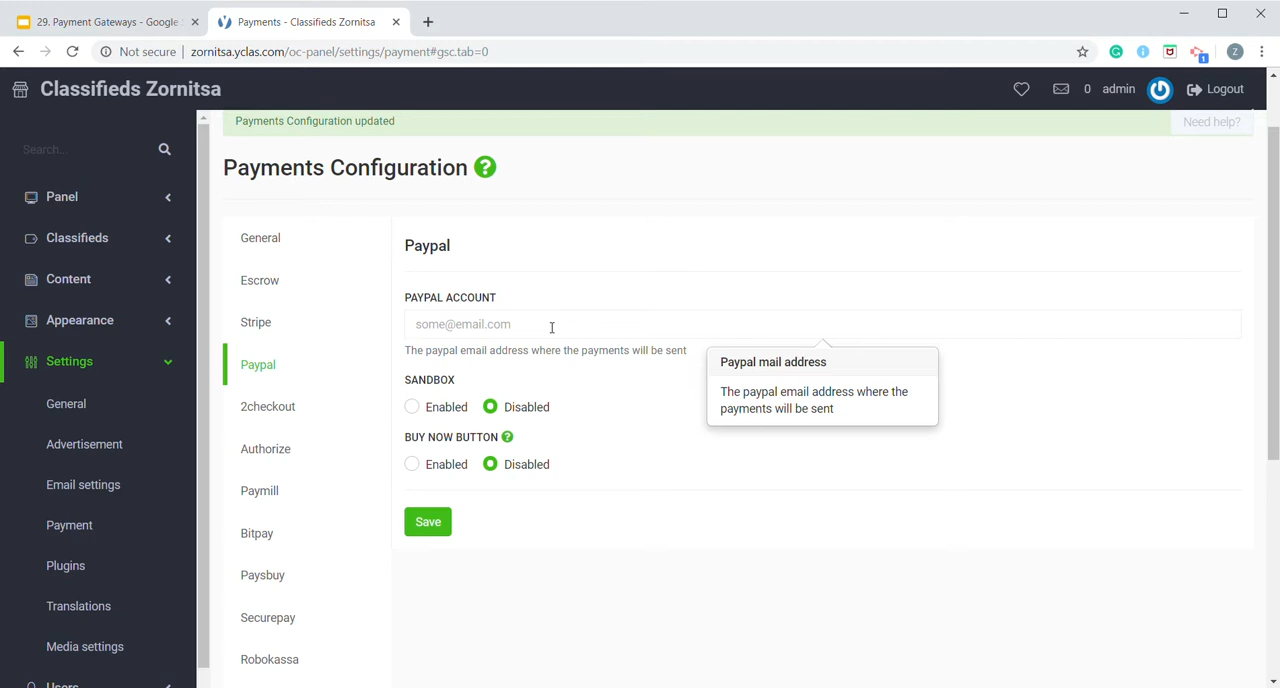 29. Payment Gateways - Google
Payments - Classifieds Zornitsa
Not secure | zornitsa.yclas.com/oc-panel/settings/payment#gsc.tab=0
1
Z
Classifieds Zornitsa
0 admin Logout
Payments Configuration updated
Need help?
Search...
Payments Configuration ?
Panel
Classifieds
Content
Appearance
Settings
General
Advertisement
Email settings
Payment
Plugins
Translations
Media settings
Users
General
Escrow
Stripe
Paypal
2checkout
Authorize
Paymill
Bitpay
Paysbuy
Securepay
Robokassa
Paypal
PAYPAL ACCOUNT
some@email.com
The paypal email address where the payments will be sent
Paypal mail address
The paypal email address where the
payments will be sent
SANDBOX
Enabled Disabled
BUY NOW BUTTON ?
Enabled Disabled
Save